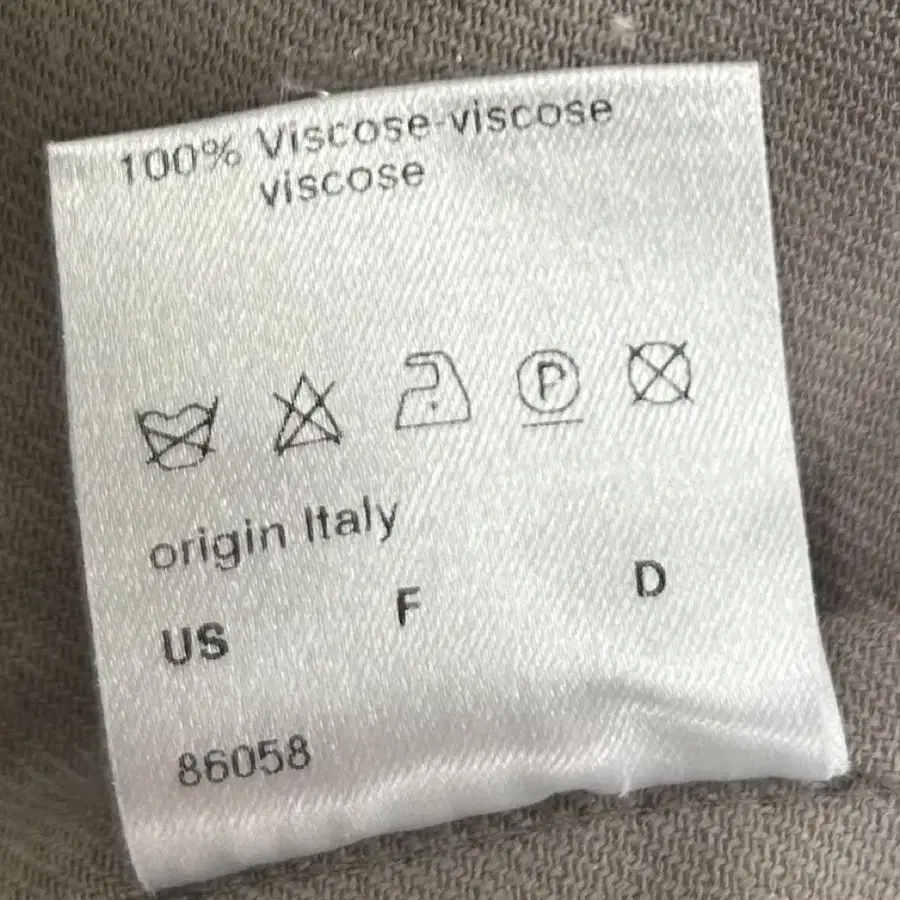 100% Viscose-viscose
viscose
P
origin Italy
US F D
86058